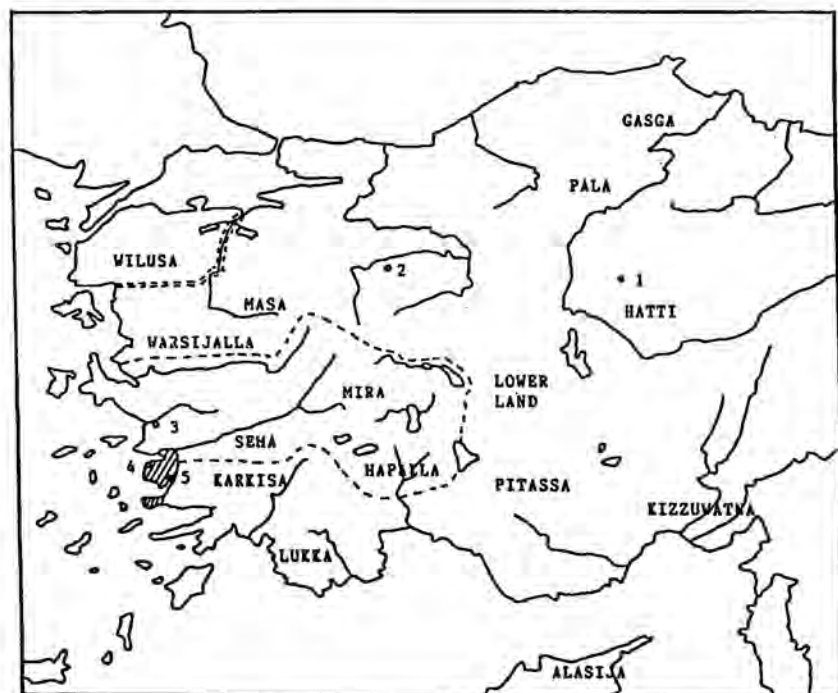 GASGA
PALA
WILUSA
2
1
MASA
HATTI
WARSIJALLA
LOWER
LAND
MIRA
3
SEHA
4
5
KARKISA
HAPALLA
PITASSA
KIZZUWATNA
LUKKA
ALASIJA